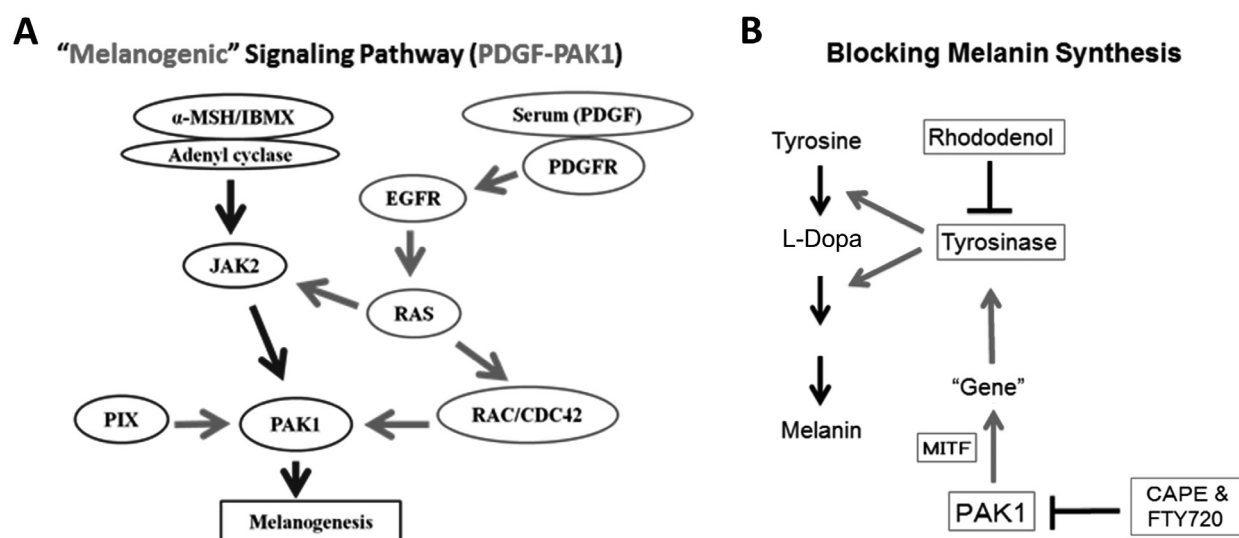 A
“Melanogenic” Signaling Pathway (PDGF-PAK1)
α-MSH/IBMX
Adenyl cyclase
Serum (PDGF)
PDGFR
EGFR
JAK2
RAS
PIX
PAK1
RAC/CDC42
Melanogenesis
B
Blocking Melanin Synthesis
Tyrosine
Rhododenol
L-Dopa
Tyrosinase
“Gene”
Melanin
MITF
PAK1
CAPE &
FTY720